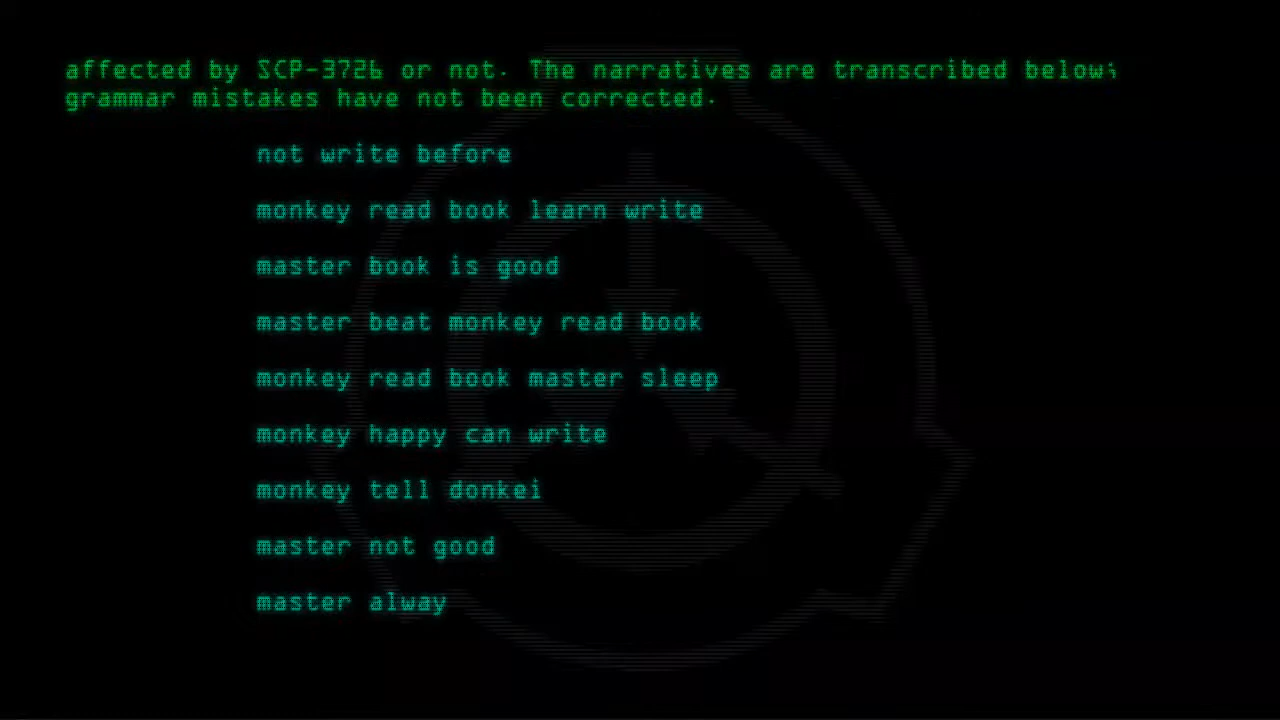 affected by SCP-3726 or not. The narratives are transcribed below;
grammar mistakes have not been corrected.
not write before
monkey read book learn write
master book is good
master beat monkey read book
monkey read book master sleep
monkey happy can write
monkey tell donkei
master not good
master alway